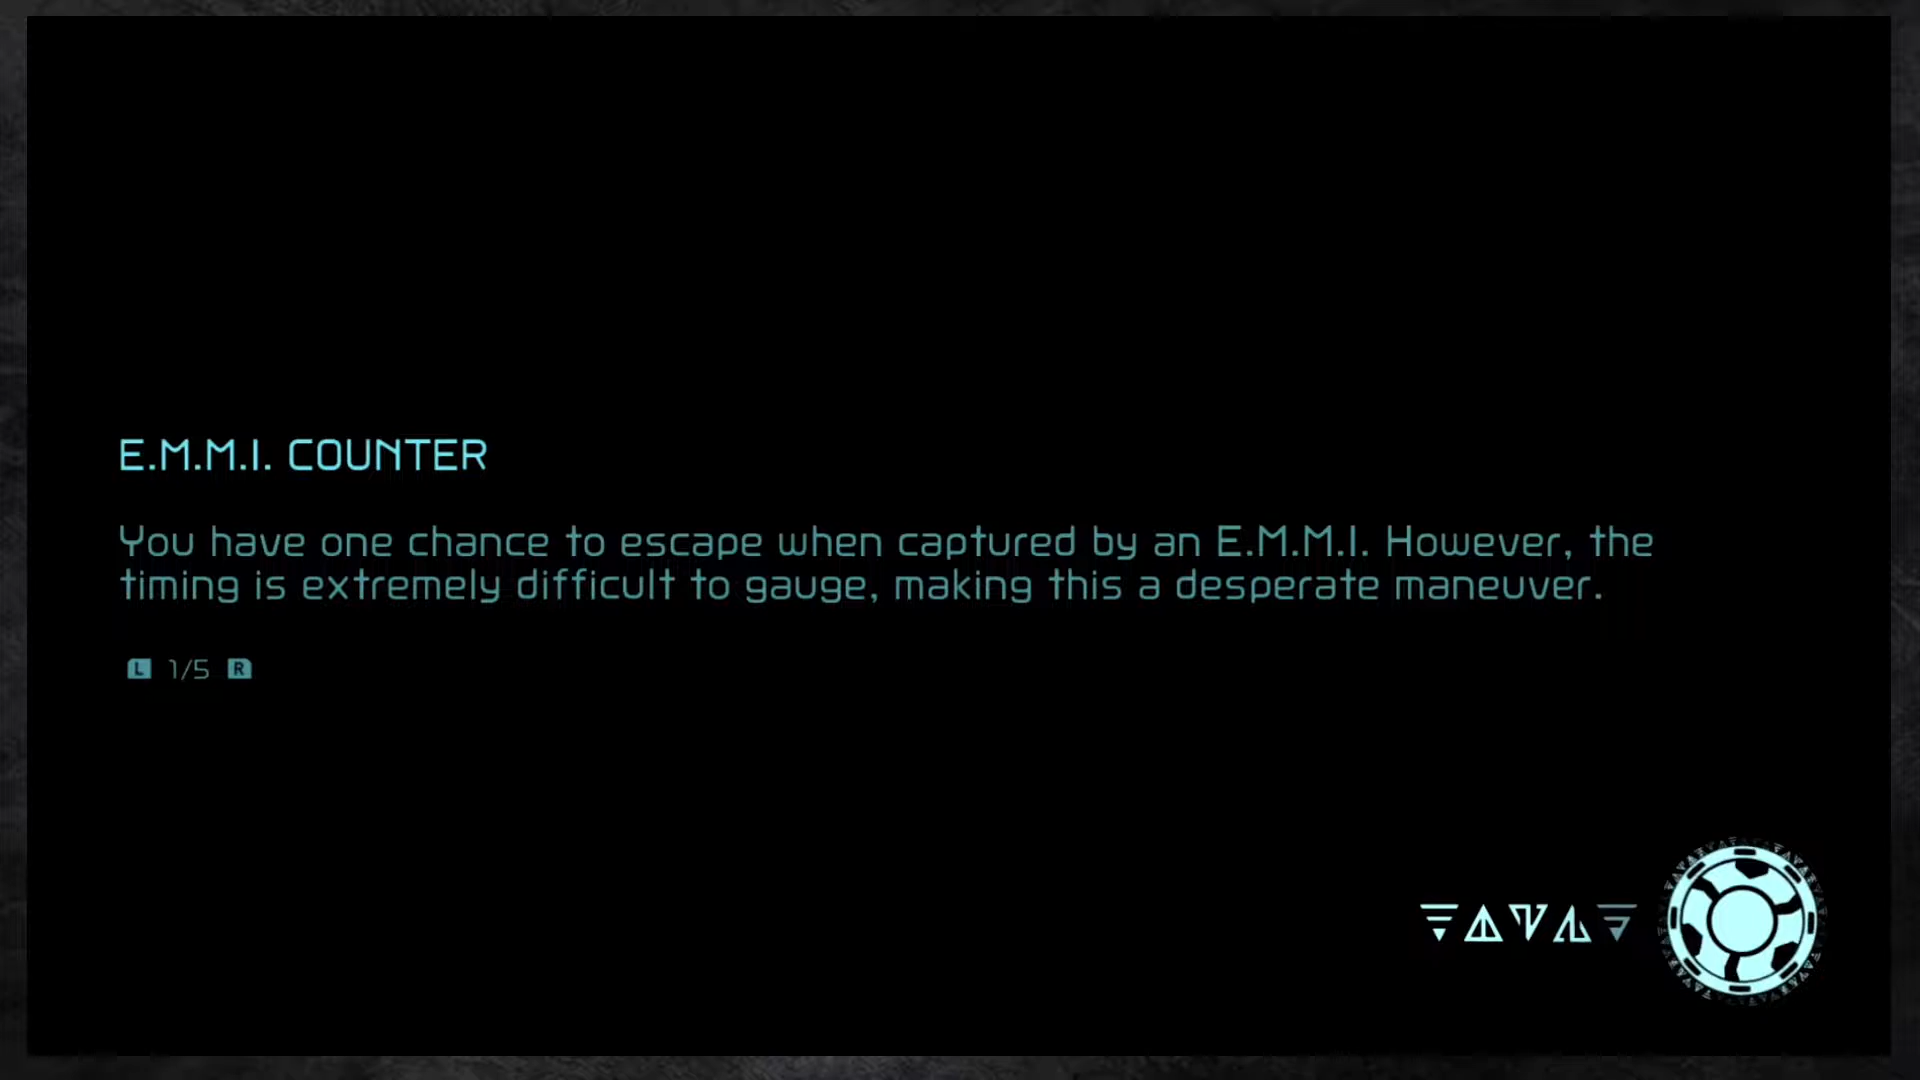 E.M.M.I. COUNTER
You have one chance to escape when captured by an E.M.M.I. However, the
timing is extremely difficult to gauge, making this a desperate maneuver.
L 1/5 R